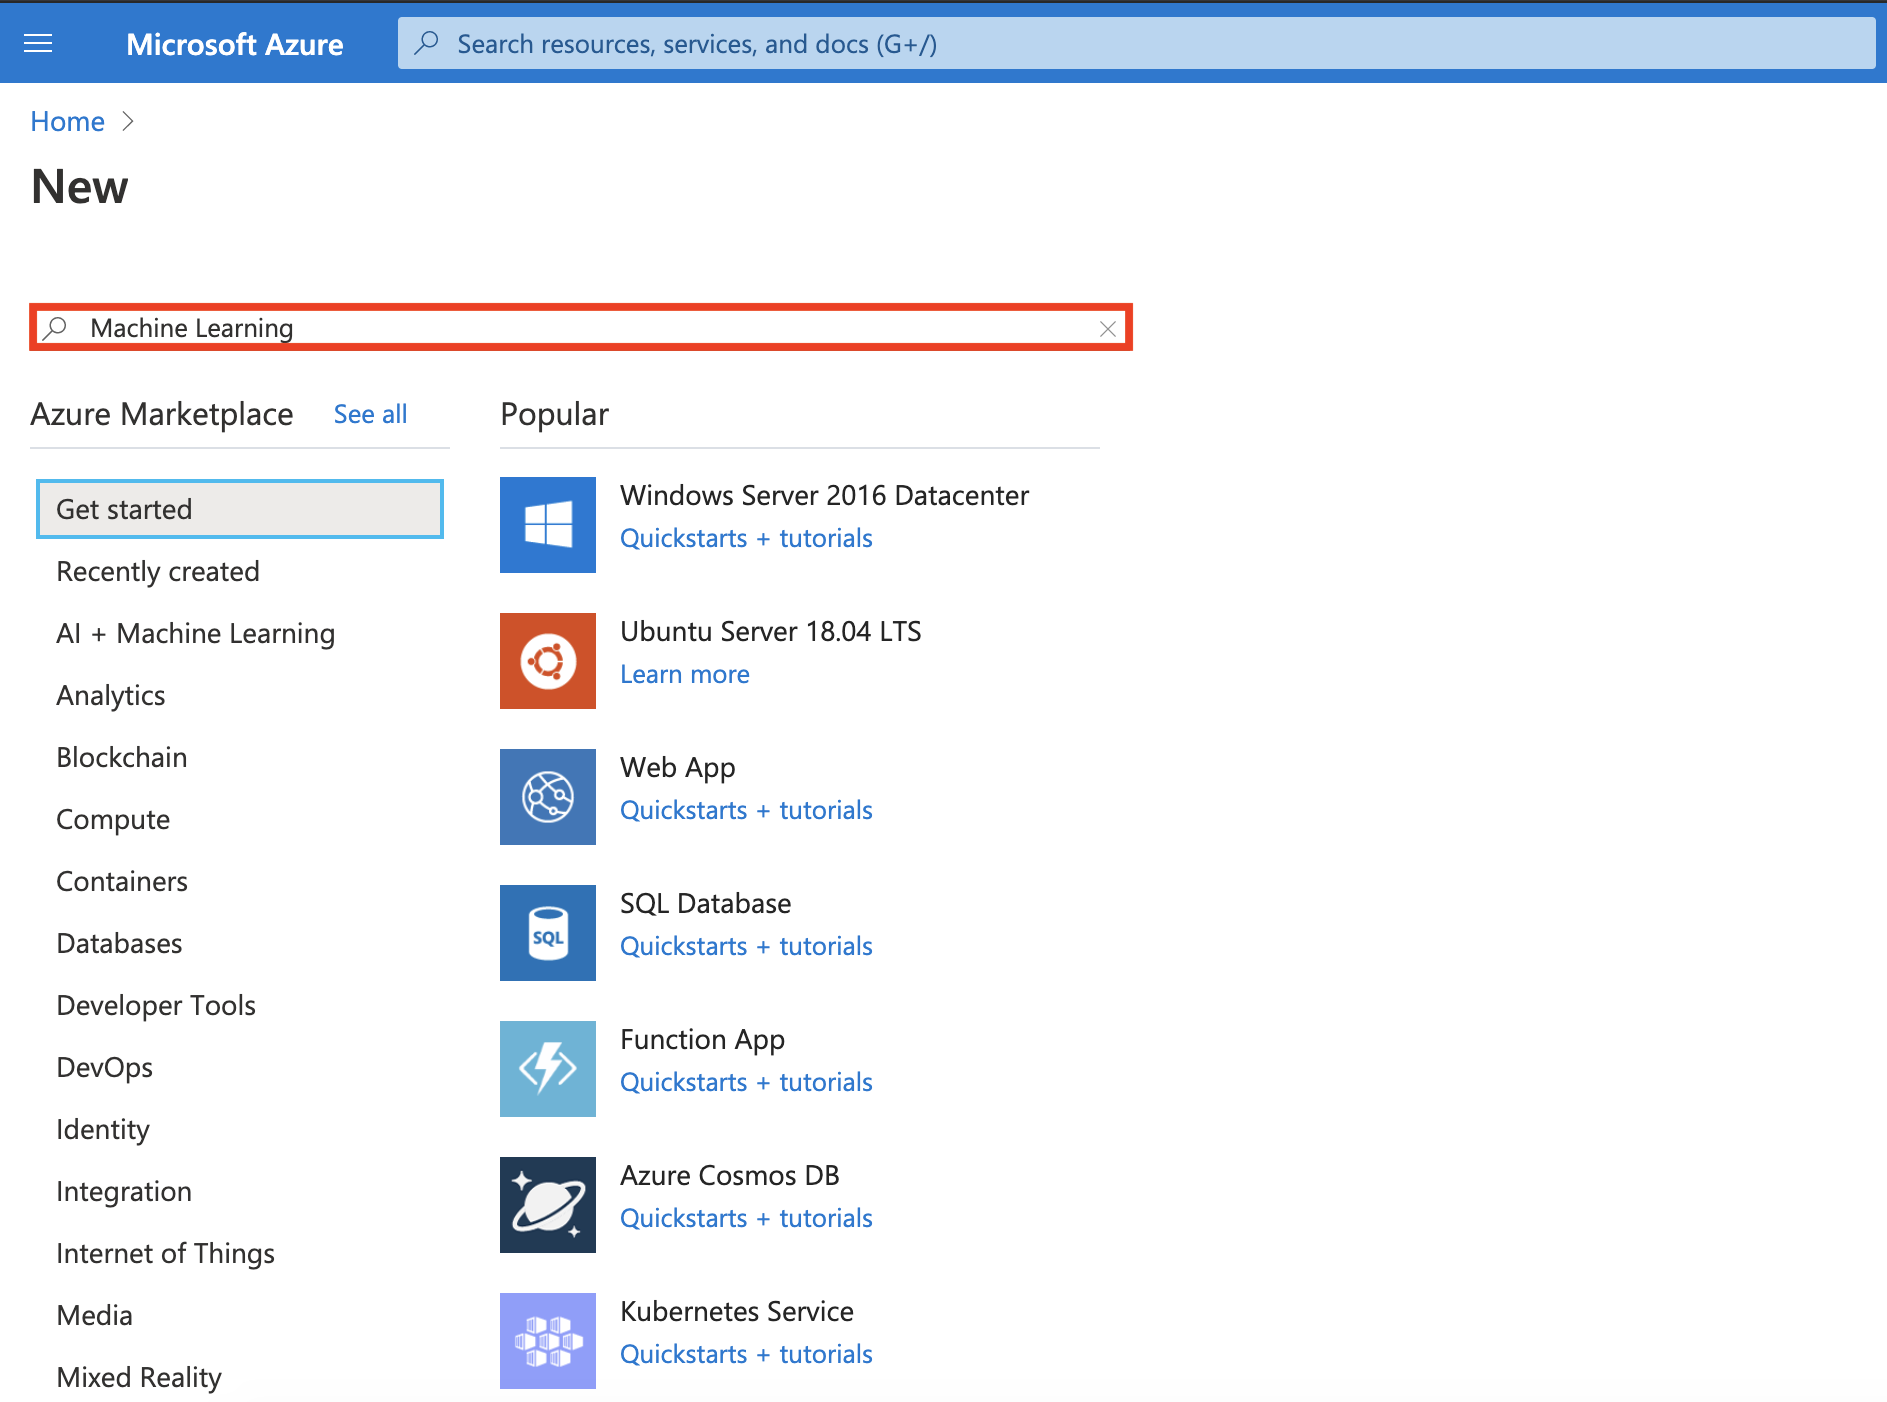 Microsoft Azure
Search resources, services, and docs (G+/)
Home
New
Machine Learning
Azure Marketplace See all
Get started
Recently created
AI + Machine Learning
Analytics
Blockchain
Compute
Containers
Databases
Developer Tools
DevOps
Identity
Integration
Internet of Things
Media
Mixed Reality
Popular
Windows Server 2016 Datacenter
Quickstarts + tutorials
Ubuntu Server 18.04 LTS
Learn more
Web App
Quickstarts + tutorials
SQL
SQL Database
Quickstarts + tutorials
Function App
Quickstarts + tutorials
Azure Cosmos DB
Quickstarts + tutorials
Kubernetes Service
Quickstarts + tutorials